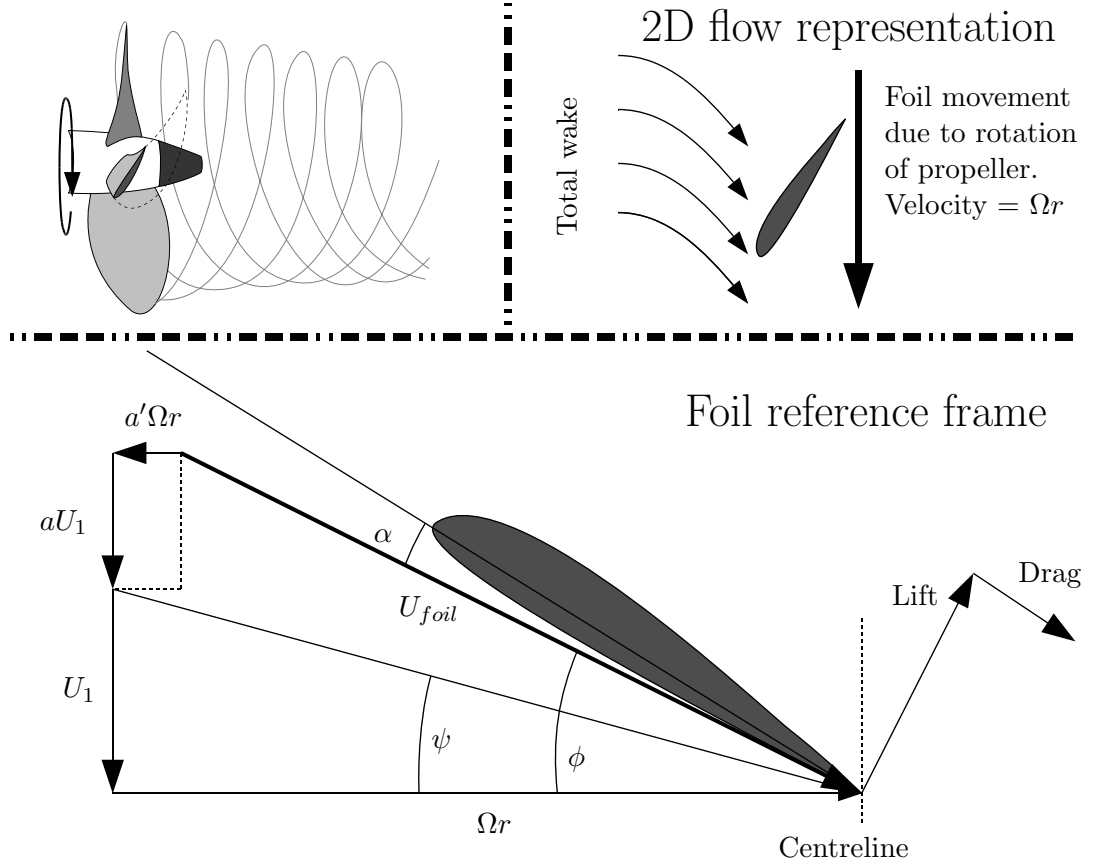 2D flow representation
Total wake
Foil movement
due to rotation
of propeller.
Velocity = Ωr
Foil reference frame
a′Ωr
aU₁
α
U_foil
Lift
Drag
U₁
ψ
ϕ
Ωr
Centreline